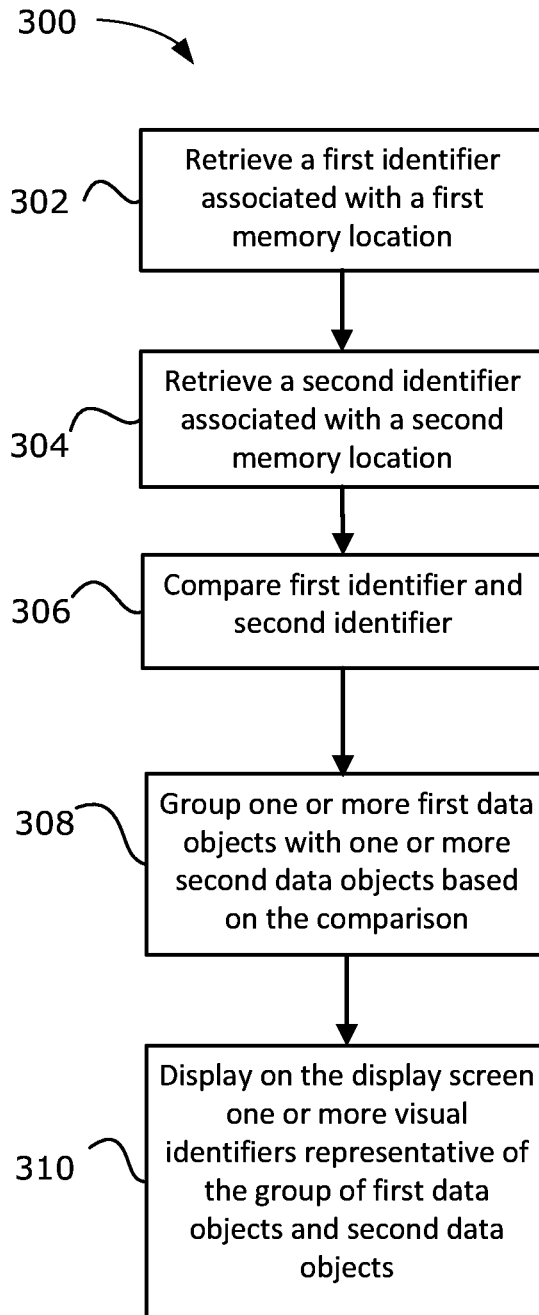 300
302
Retrieve a first identifier
associated with a first
memory location
304
Retrieve a second identifier
associated with a second
memory location
306
Compare first identifier and
second identifier
308
Group one or more first data
objects with one or more
second data objects based
on the comparison
310
Display on the display screen
one or more visual
identifiers representative of
the group of first data
objects and second data
objects